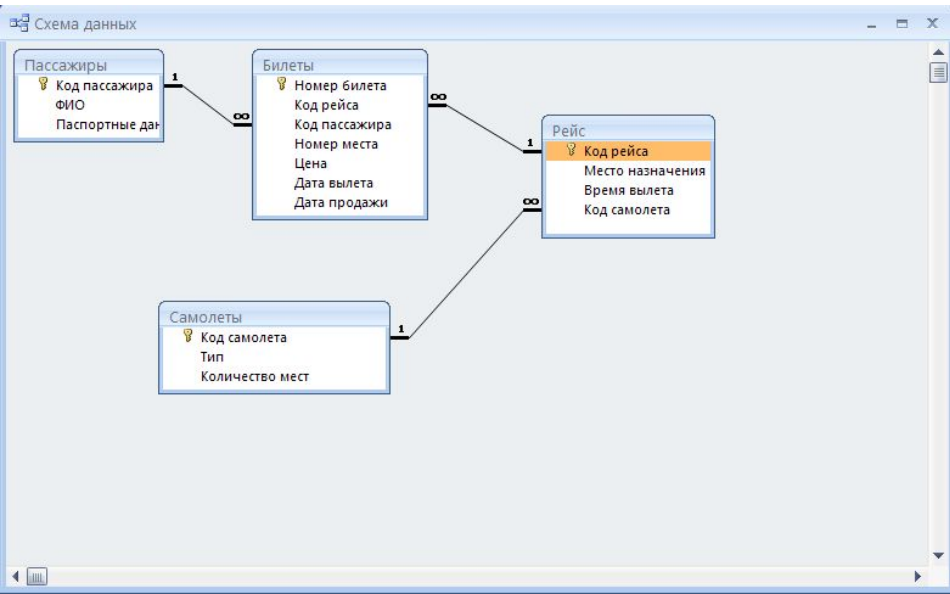 Схема данных
Пассажиры
Код пассажира
ФИО
Паспортные дан
1
∞
Билеты
Номер билета
Код рейса
Код пассажира
Номер места
Цена
Дата вылета
Дата продажи
∞
1
Рейс
Код рейса
Место назначения
Время вылета
Код самолета
∞
Самолеты
Код самолета
Тип
Количество мест
1